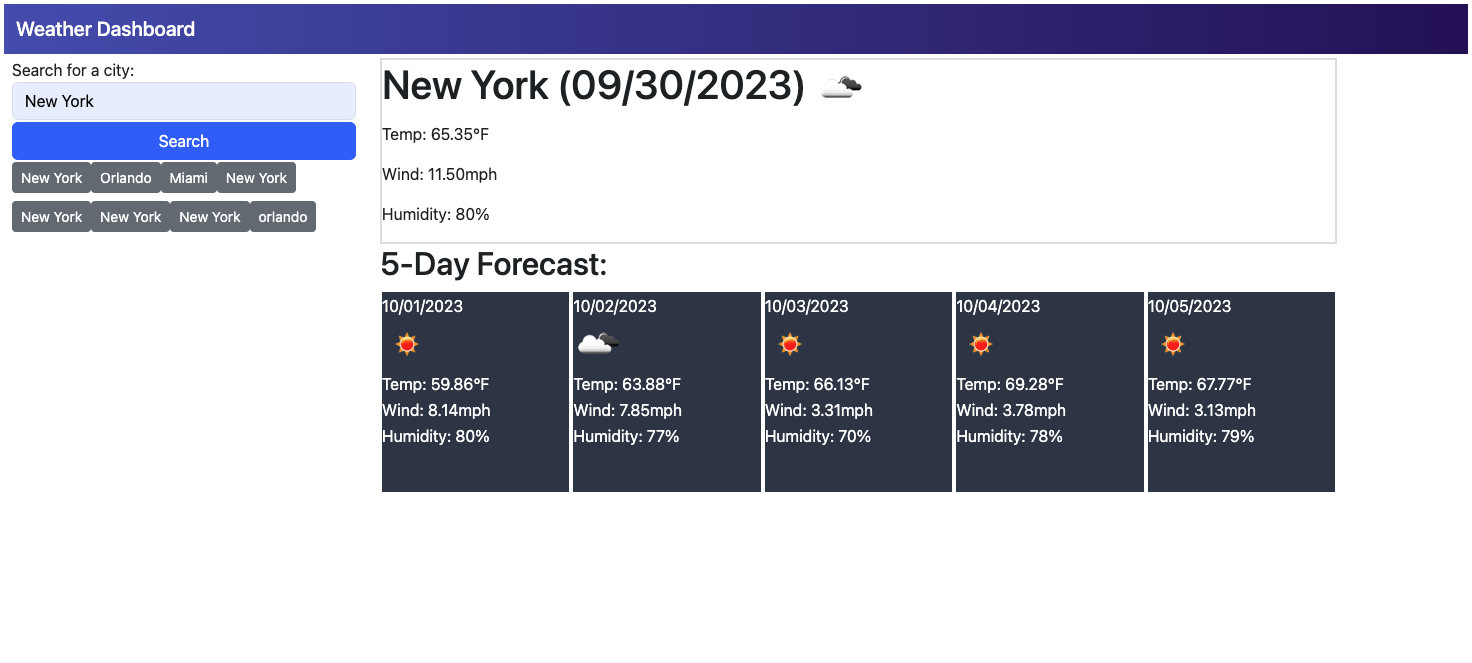 Weather Dashboard
Search for a city:
New York
Search
New York Orlando Miami New York
New York New York New York orlando
New York (09/30/2023)
Temp: 65.35°F
Wind: 11.50mph
Humidity: 80%
5-Day Forecast:
10/01/2023
Temp: 59.86°F
Wind: 8.14mph
Humidity: 80%
10/02/2023
Temp: 63.88°F
Wind: 7.85mph
Humidity: 77%
10/03/2023
Temp: 66.13°F
Wind: 3.31mph
Humidity: 70%
10/04/2023
Temp: 69.28°F
Wind: 3.78mph
Humidity: 78%
10/05/2023
Temp: 67.77°F
Wind: 3.13mph
Humidity: 79%